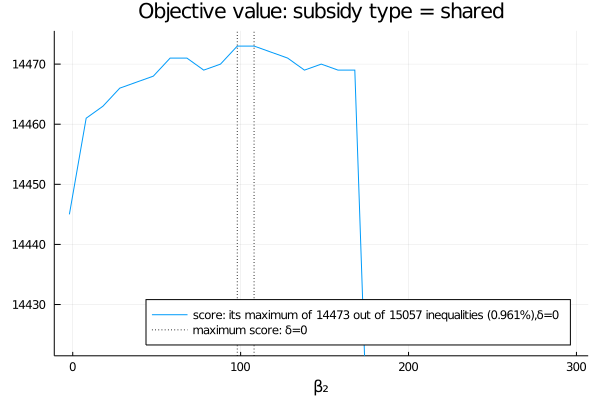 Objective value: subsidy type = shared
14470
14460
14450
14440
14430
score: its maximum of 14473 out of 15057 inequalities (0.961%),δ=0
maximum score: δ=0
0 100 200 300
β₂